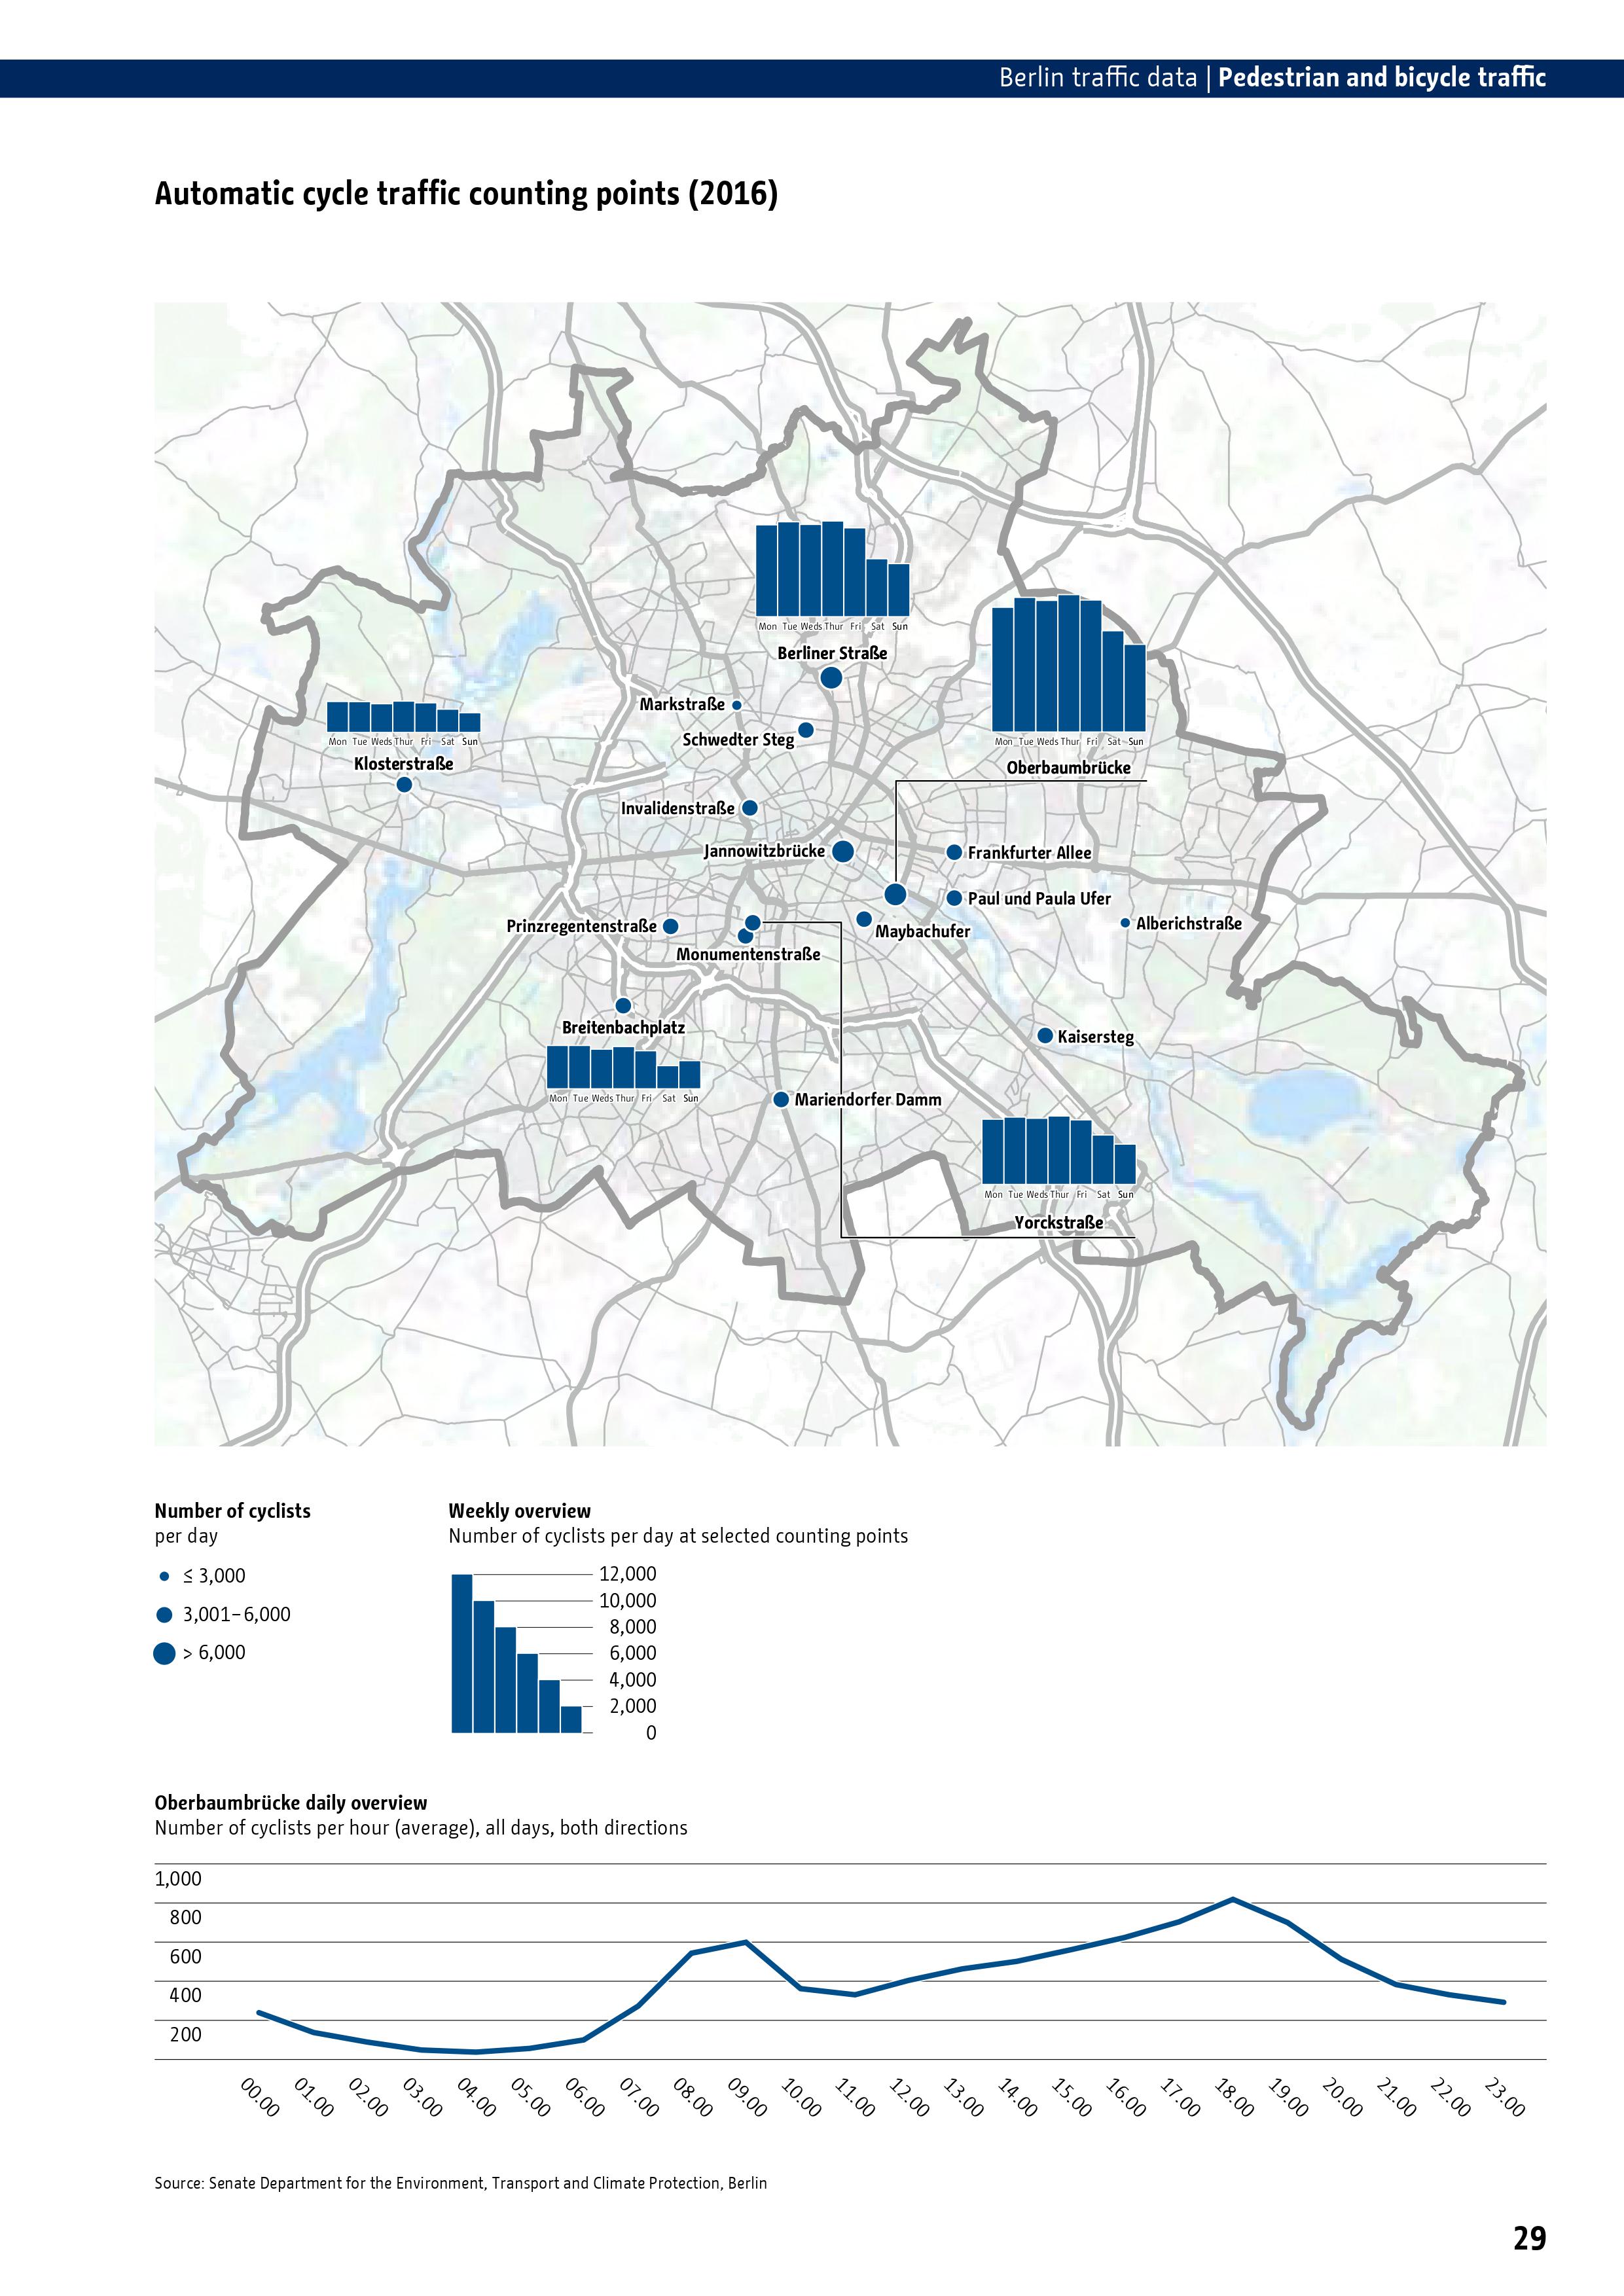 Berlin traffic data | Pedestrian and bicycle traffic
Automatic cycle traffic counting points (2016)
Mon Tue Weds Thur Fri Sat Sun
Berliner Straße
Mon Tue Weds Thur Fri Sat Sun
Oberbaumbrücke
Markstraße
Schwedter Steg
Mon Tue Weds Thur Fri Sat Sun
Klosterstraße
Invalidenstraße
Jannowitzbrücke
Frankfurter Allee
Paul und Paula Ufer
Prinzregentenstraße
Maybachufer
Alberichstraße
Monumentenstraße
Breitenbachplatz
Mon Tue Weds Thur Fri Sat Sun
Kaisersteg
Mariendorfer Damm
Mon Tue Weds Thur Fri Sat Sun
Yorckstraße
Number of cyclists
per day
≤ 3,000
3,001–6,000
> 6,000
Weekly overview
Number of cyclists per day at selected counting points
12,000
10,000
8,000
6,000
4,000
2,000
0
Oberbaumbrücke daily overview
Number of cyclists per hour (average), all days, both directions
1,000
800
600
400
200
00.00 01.00 02.00 03.00 04.00 05.00 06.00 07.00 08.00 09.00 10.00 11.00 12.00 13.00 14.00 15.00 16.00 17.00 18.00 19.00 20.00 21.00 22.00 23.00
Source: Senate Department for the Environment, Transport and Climate Protection, Berlin
29